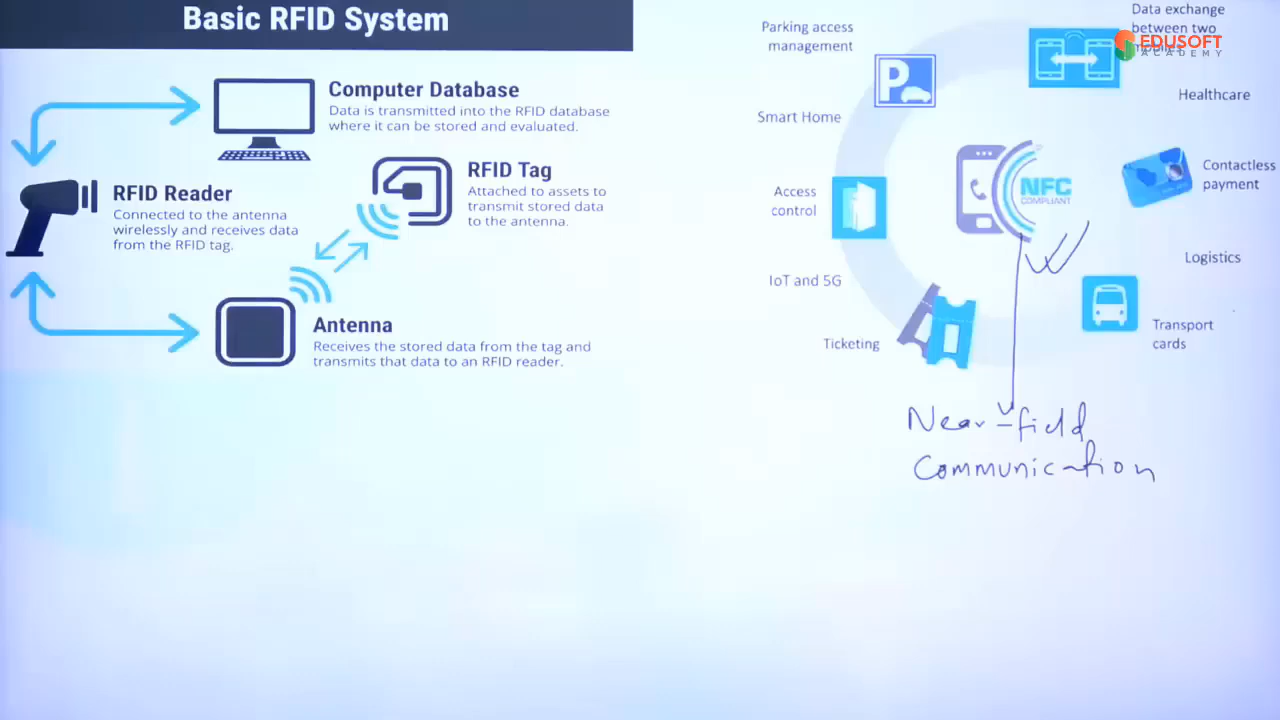 Basic RFID System
Computer Database
Data is transmitted into the RFID database
where it can be stored and evaluated.
RFID Tag
Attached to assets to
transmit stored data
to the antenna.
RFID Reader
Connected to the antenna
wirelessly and receives data
from the RFID tag.
Antenna
Receives the stored data from the tag and
transmits that data to an RFID reader.
Parking access
management
Data exchange
between two
EDUSOFT
ACADEMY
P
Smart Home
Healthcare
Access
control
NFC
COMPLIANT
Contactless
payment
IoT and 5G
Logistics
Ticketing
Transport
cards
Near-field
Communication